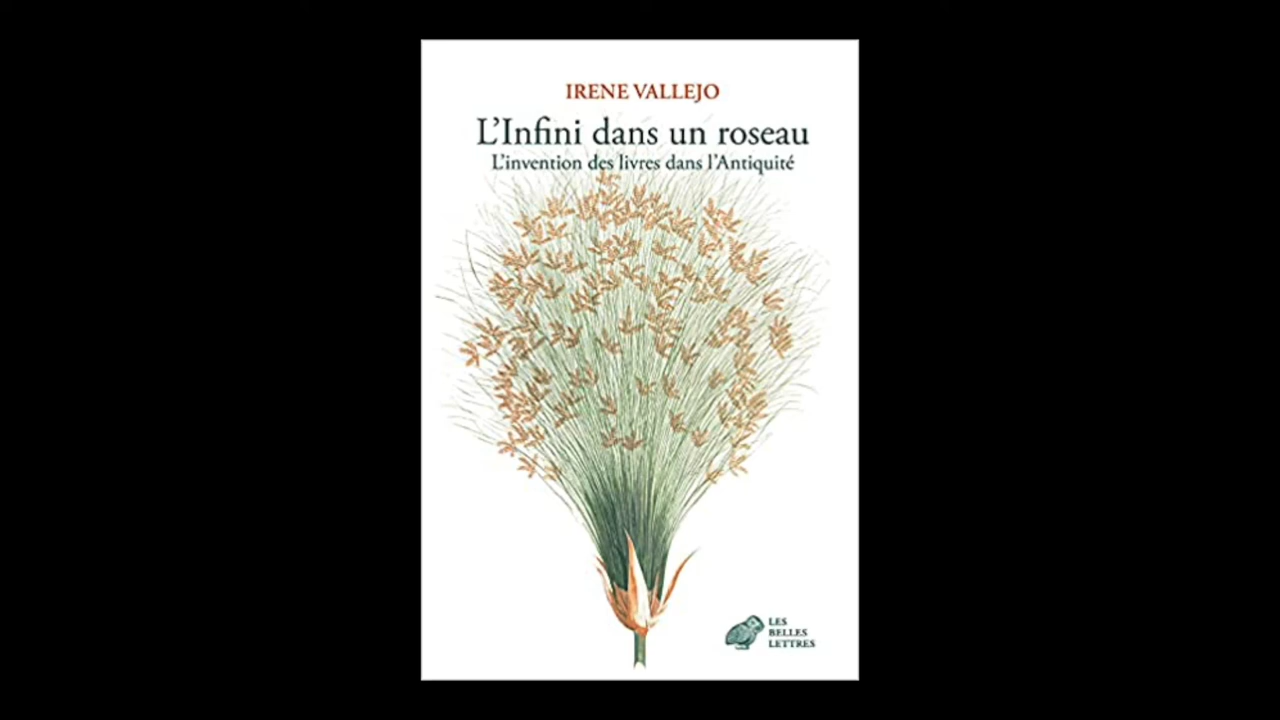 IRENE VALLEJO
L’Infini dans un roseau
L’invention des livres dans l’Antiquité
LES
BELLES
LETTRES